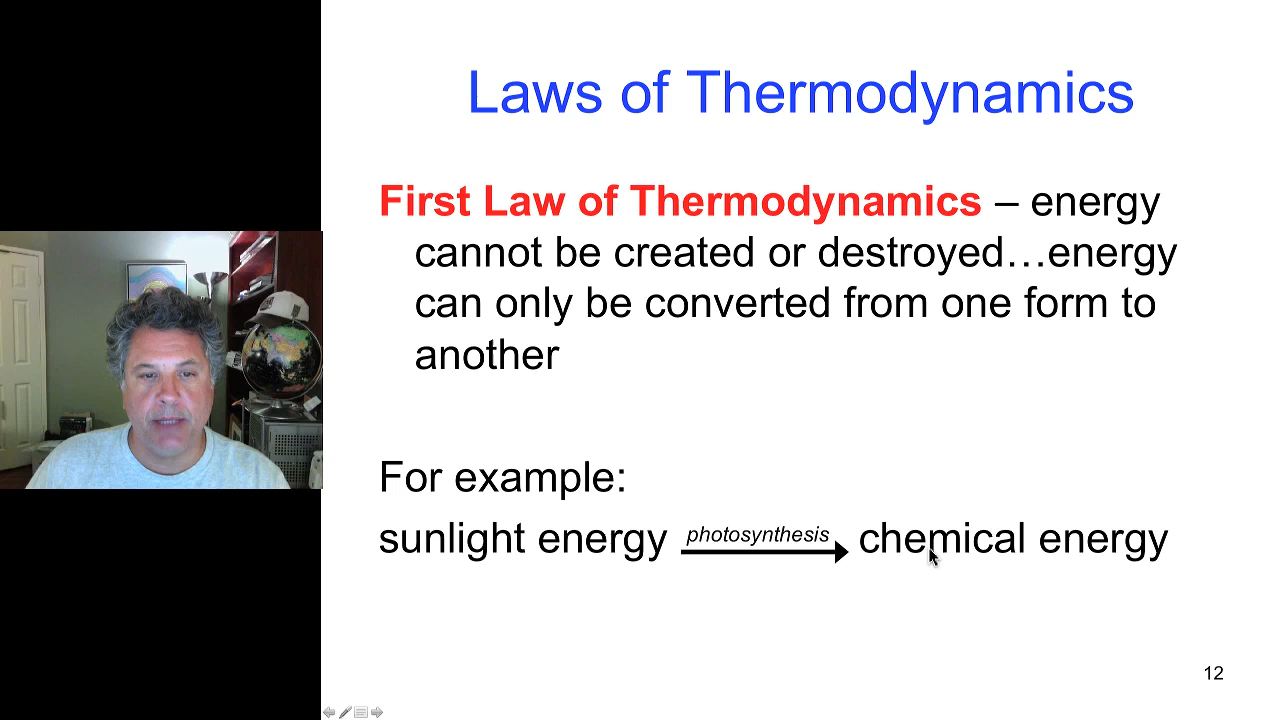 Laws of Thermodynamics
First Law of Thermodynamics – energy
cannot be created or destroyed…energy
can only be converted from one form to
another
For example:
sunlight energy photosynthesis chemical energy
12